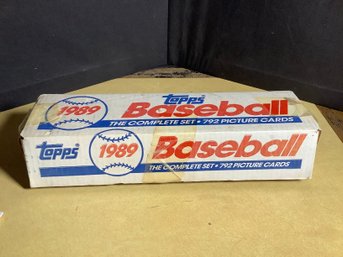 Topps 1989 Baseball
THE COMPLETE SET • 792 PICTURE CARDS
Topps 1989 Baseball
THE COMPLETE SET • 792 PICTURE CARDS